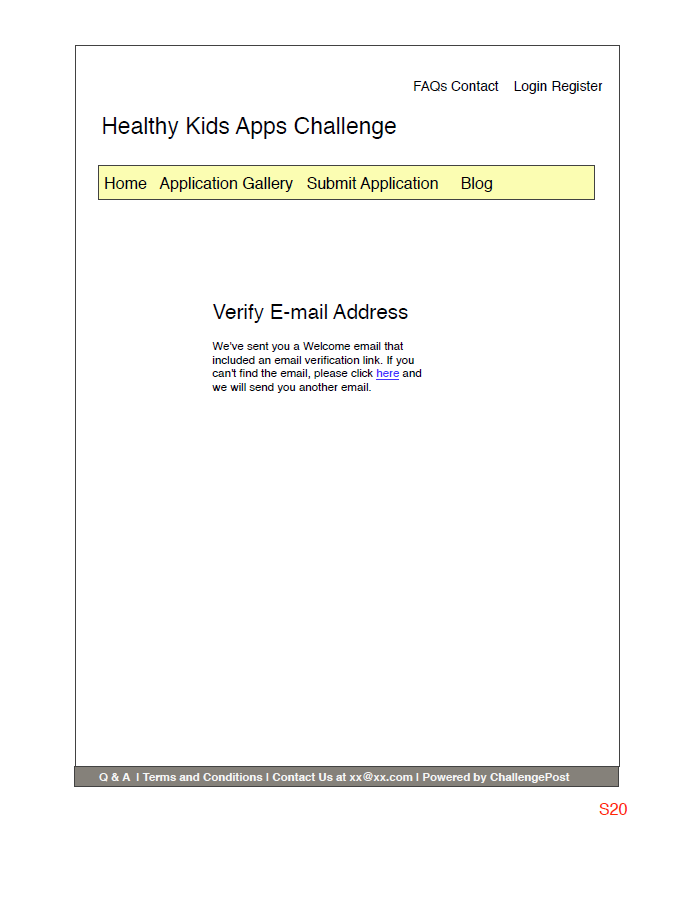 FAQs Contact Login Register
Healthy Kids Apps Challenge
Home Application Gallery Submit Application Blog
Verify E-mail Address
We've sent you a Welcome email that
included an email verification link. If you
can't find the email, please click here and
we will send you another email.
Q & A | Terms and Conditions | Contact Us at xx@xx.com | Powered by ChallengePost
S20